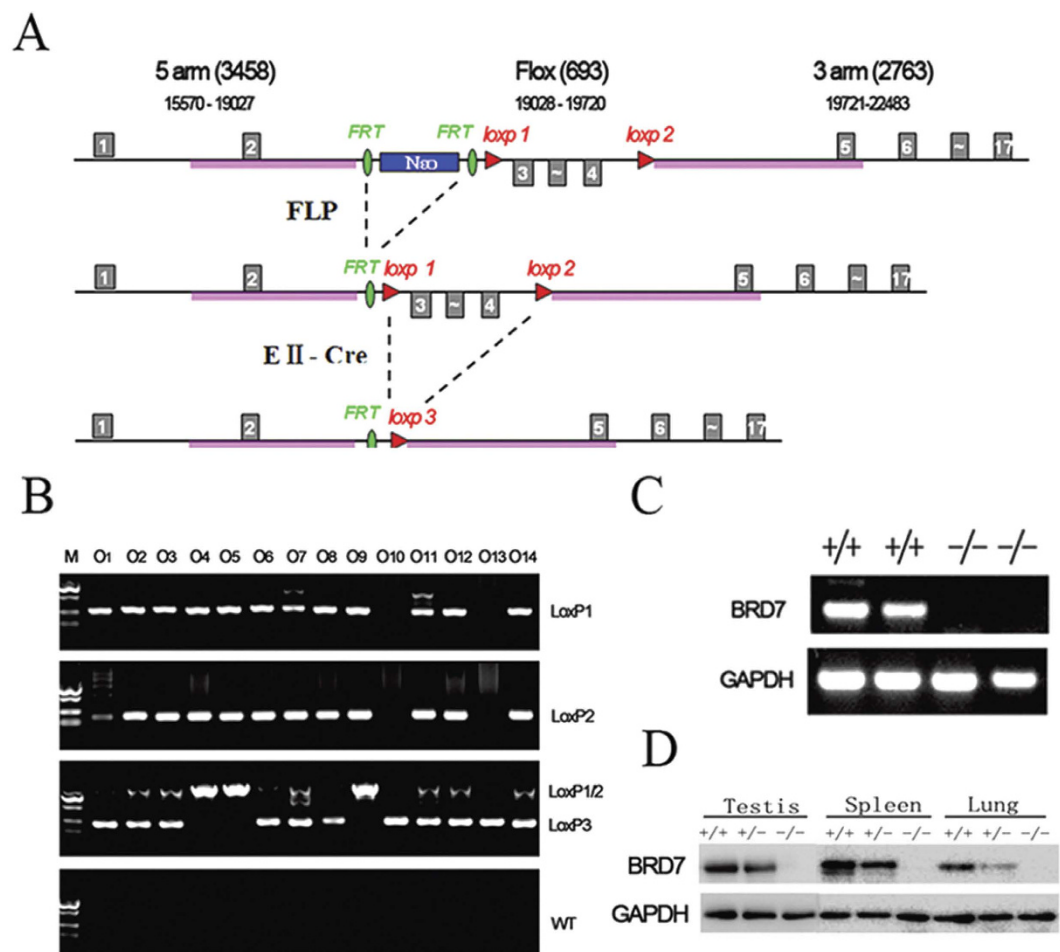 A
5 arm (3458) Flox (693) 3 arm (2763)
15570 - 19027 19028 - 19720 19721-22483
FRT FRT loxp 1 loxp 2
1 2 Neo 3 ~ 4 5 6 ~ 17
FLP
FRT loxp 1 loxp 2
1 2 3 ~ 4 5 6 ~ 17
E II - Cre
FRT loxp 3
1 2 5 6 ~ 17
B
M O1 O2 O3 O4 O5 O6 O7 O8 O9 O10 O11 O12 O13 O14
LoxP1
LoxP2
LoxP1/2
LoxP3
WT
C
+/+ +/+ -/- -/-
BRD7
GAPDH
D
Testis Spleen Lung
+/+ +/- -/- +/+ +/- -/- +/+ +/- -/-
BRD7
GAPDH